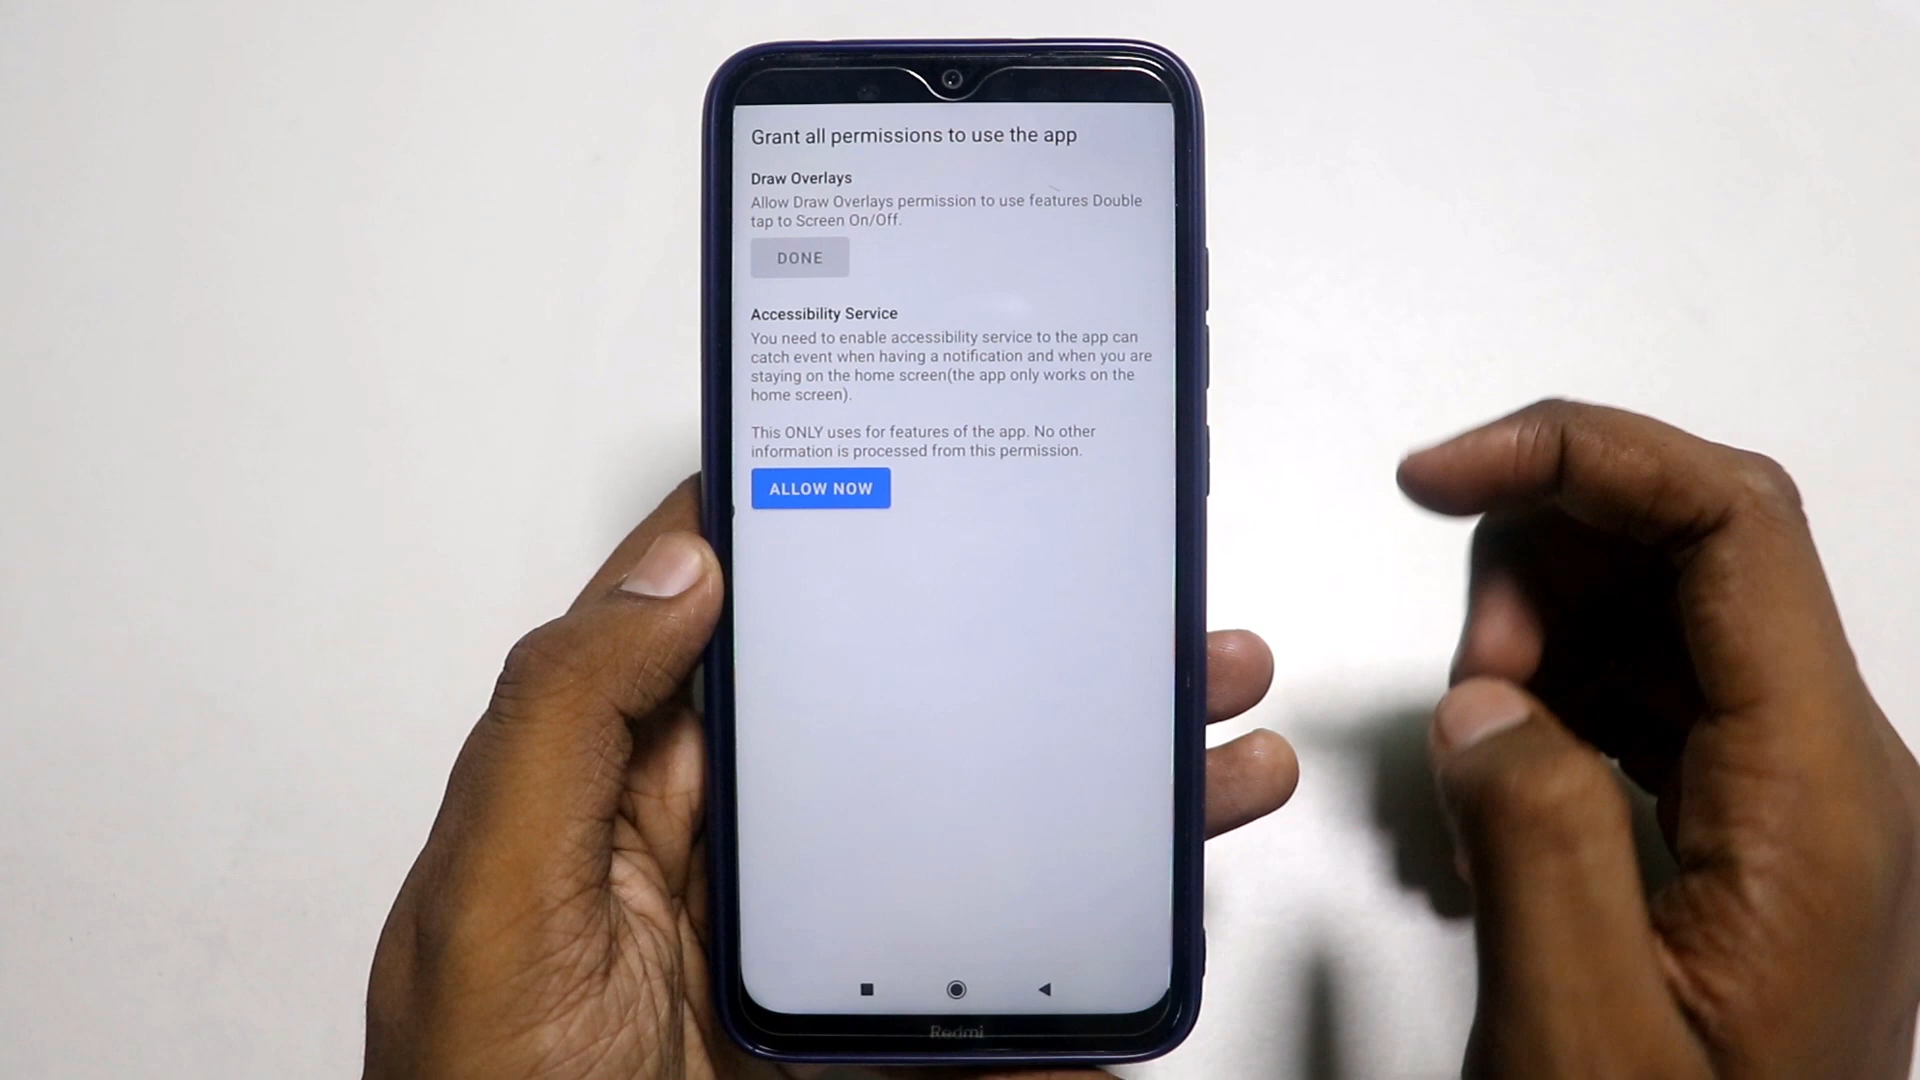 Grant all permissions to use the app
Draw Overlays
Allow Draw Overlays permission to use features Double
tap to Screen On/Off.
DONE
Accessibility Service
You need to enable accessibility service to the app can
catch event when having a notification and when you are
staying on the home screen(the app only works on the
home screen).
This ONLY uses for features of the app. No other
information is processed from this permission.
ALLOW NOW
Redmi